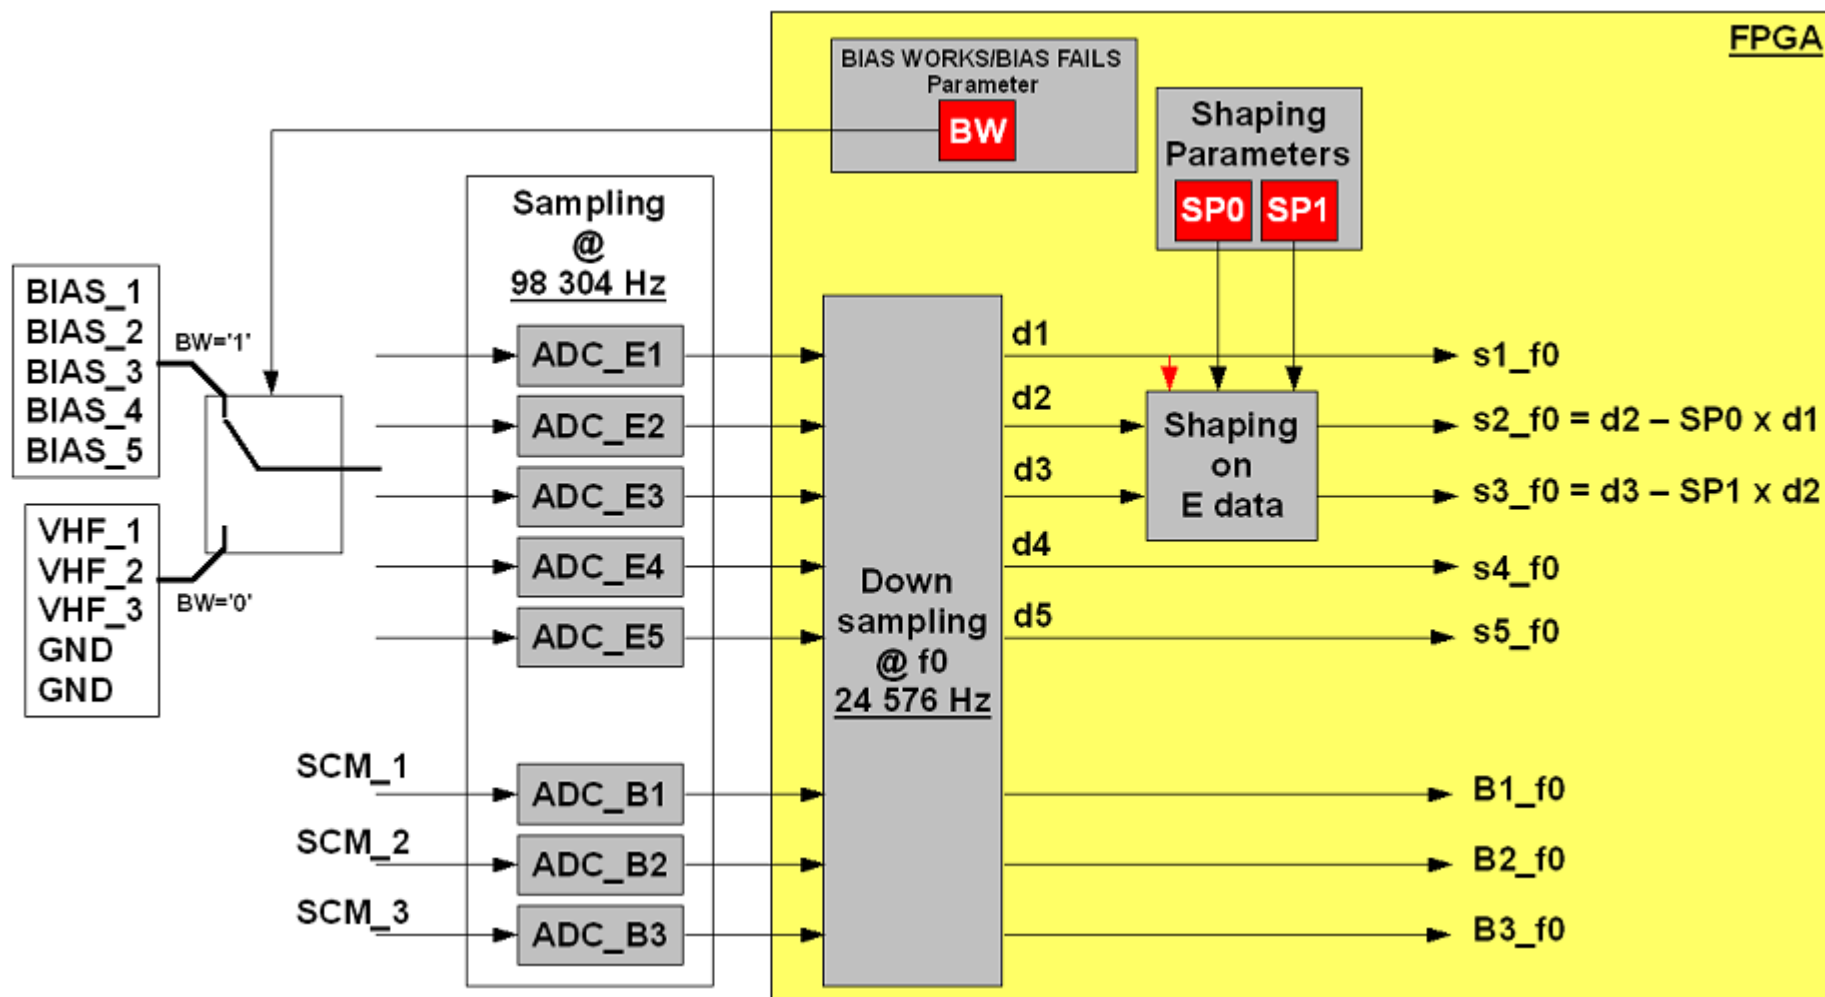 FPGA
BIAS WORKS/BIAS FAILS
Parameter
BW
Shaping
Parameters
SP0 SP1
Sampling
@
98 304 Hz
BIAS_1
BIAS_2
BIAS_3
BIAS_4
BIAS_5
BW='1'
VHF_1
VHF_2
VHF_3
GND
GND
BW='0'
ADC_E1
ADC_E2
ADC_E3
ADC_E4
ADC_E5
SCM_1
SCM_2
SCM_3
ADC_B1
ADC_B2
ADC_B3
Down
sampling
@ f0
24 576 Hz
d1
d2
d3
d4
d5
Shaping
on
E data
s1_f0
s2_f0 = d2 – SP0 x d1
s3_f0 = d3 – SP1 x d2
s4_f0
s5_f0
B1_f0
B2_f0
B3_f0